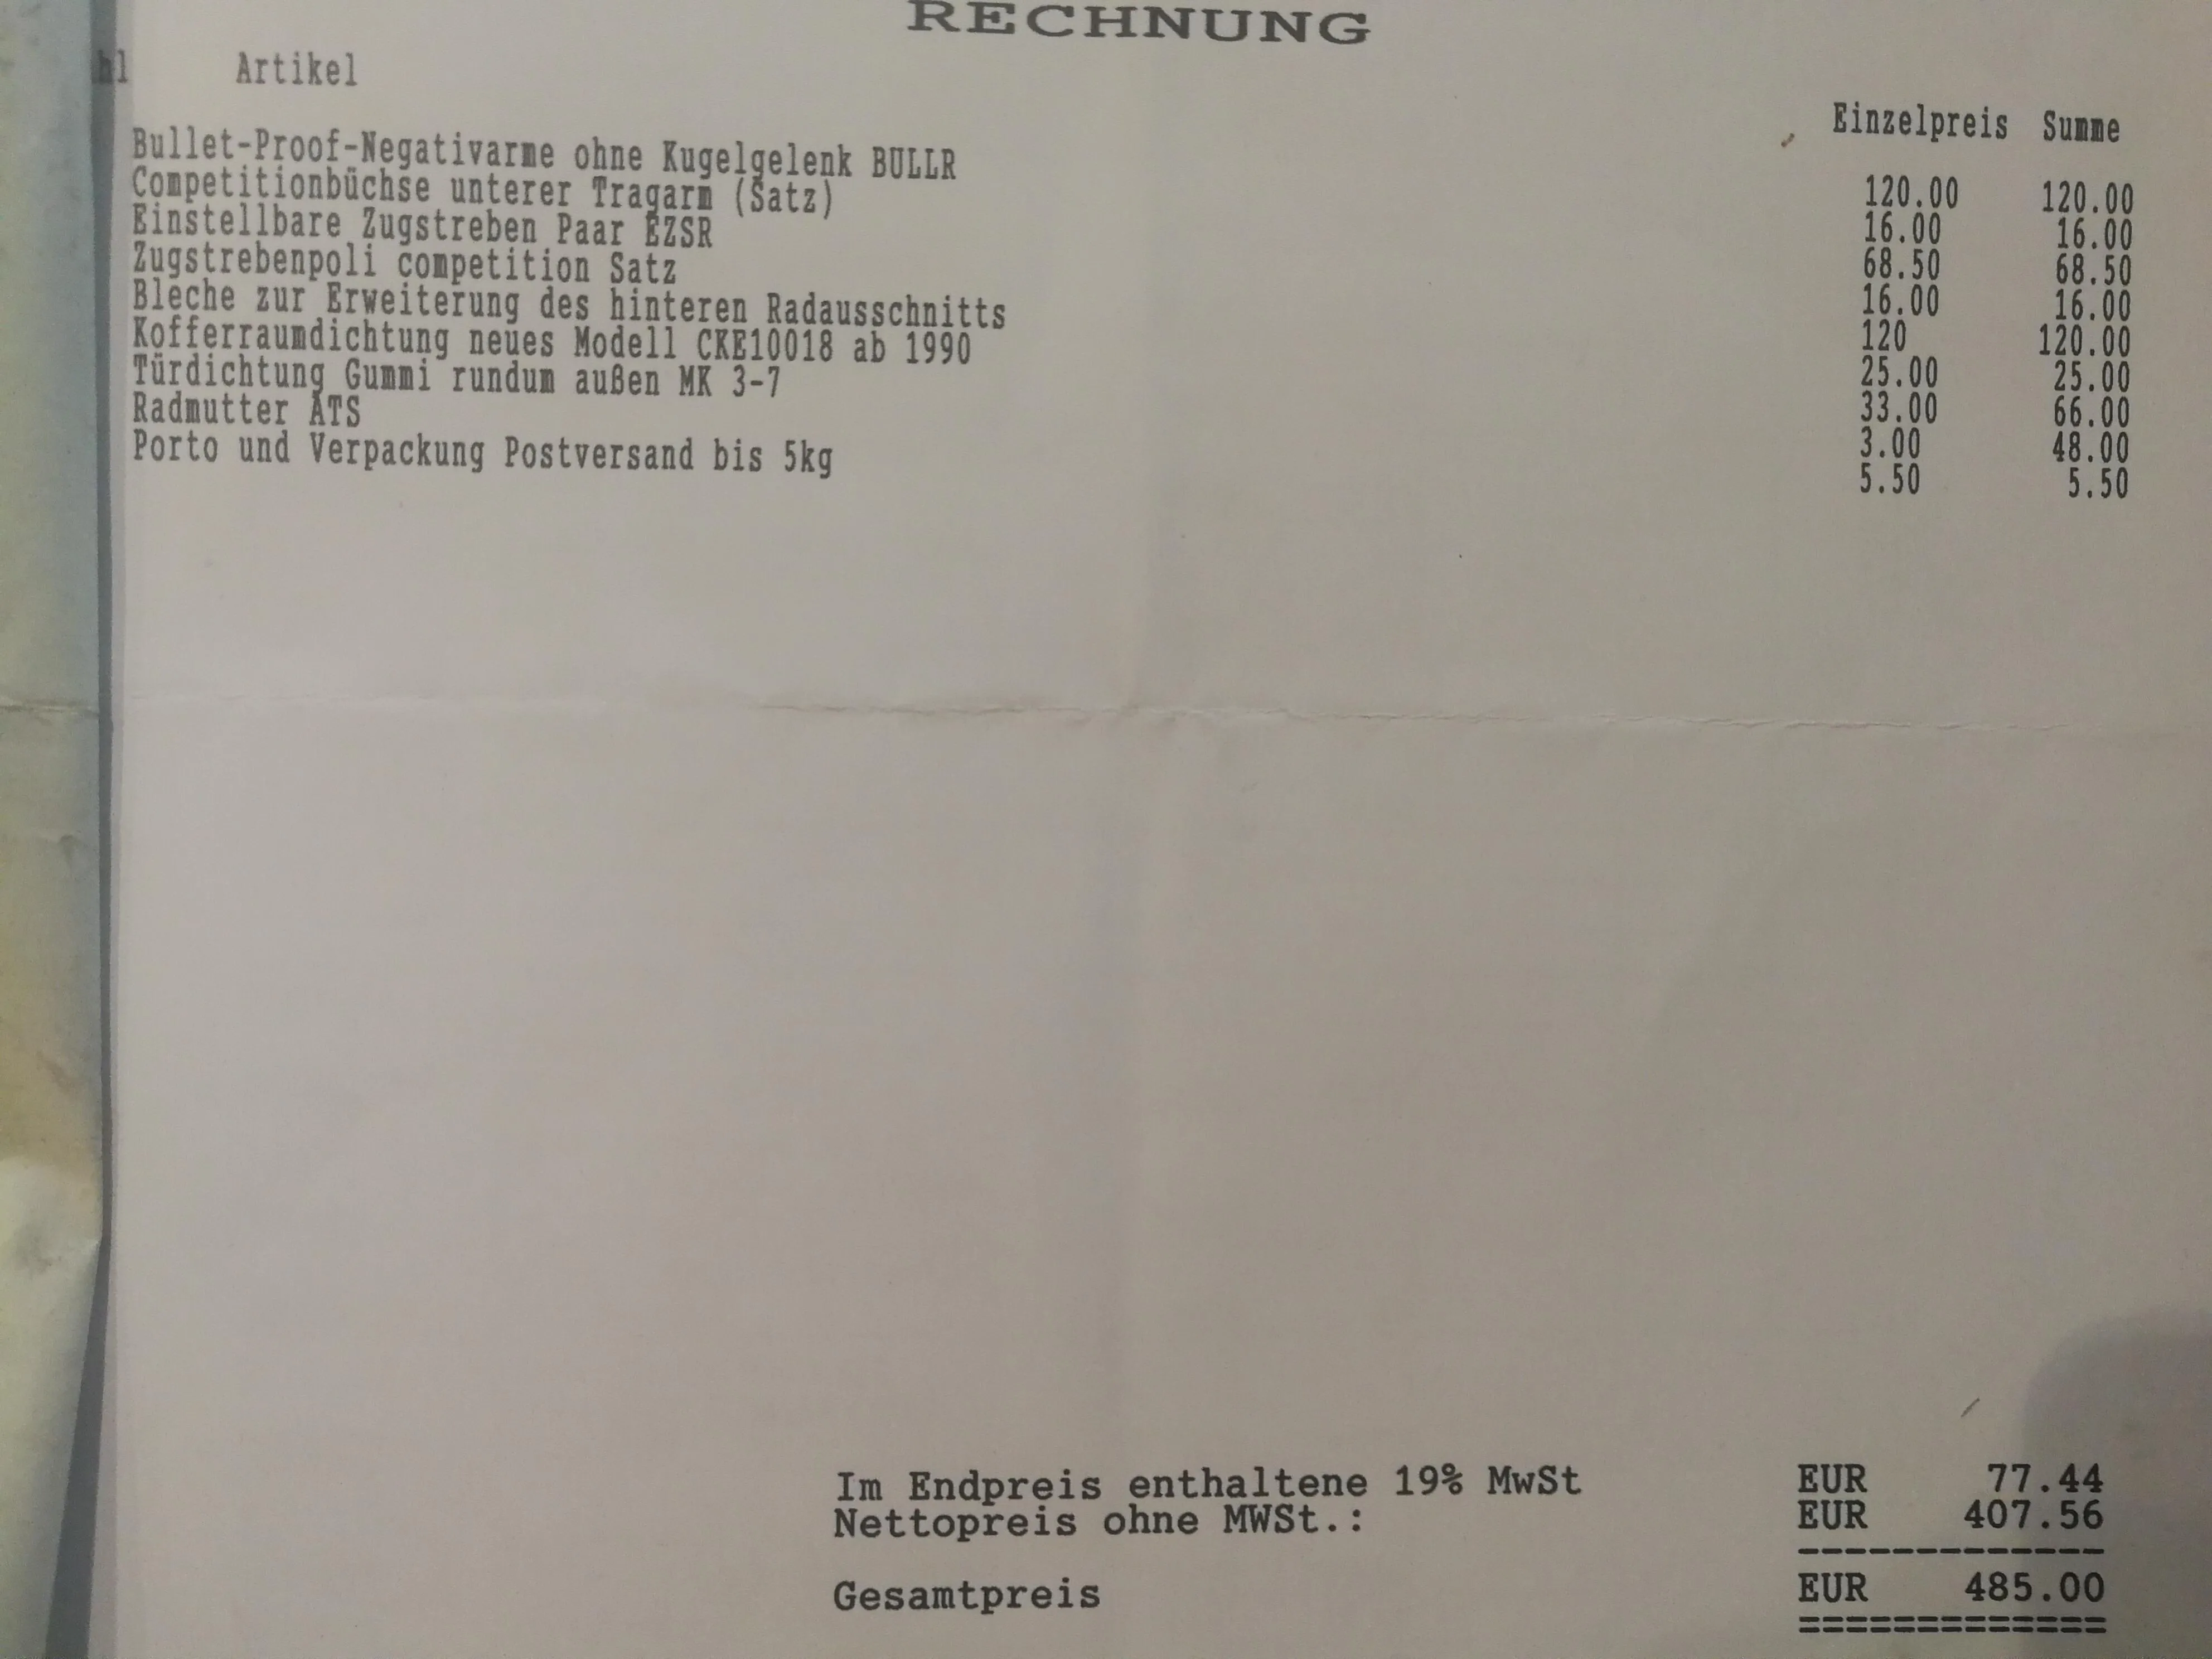 RECHNUNG
hl Artikel Einzelpreis Summe
Bullet-Proof-Negativarme ohne Kugelgelenk BULLR 120.00 120.00
Competitionbüchse unterer Tragarm (Satz) 16.00 16.00
Einstellbare Zugstreben Paar EZSR 68.50 68.50
Zugstrebenpoli competition Satz 16.00 16.00
Bleche zur Erweiterung des hinteren Radausschnitts 120 120.00
Kofferraumdichtung neues Modell CKE10018 ab 1990 25.00 25.00
Türdichtung Gummi rundum außen MK 3-7 33.00 66.00
Radmutter ATS 3.00 48.00
Porto und Verpackung Postversand bis 5kg 5.50 5.50
Im Endpreis enthaltene 19% MwSt EUR 77.44
Nettopreis ohne MWSt.: EUR 407.56
-------------
Gesamtpreis EUR 485.00
=============